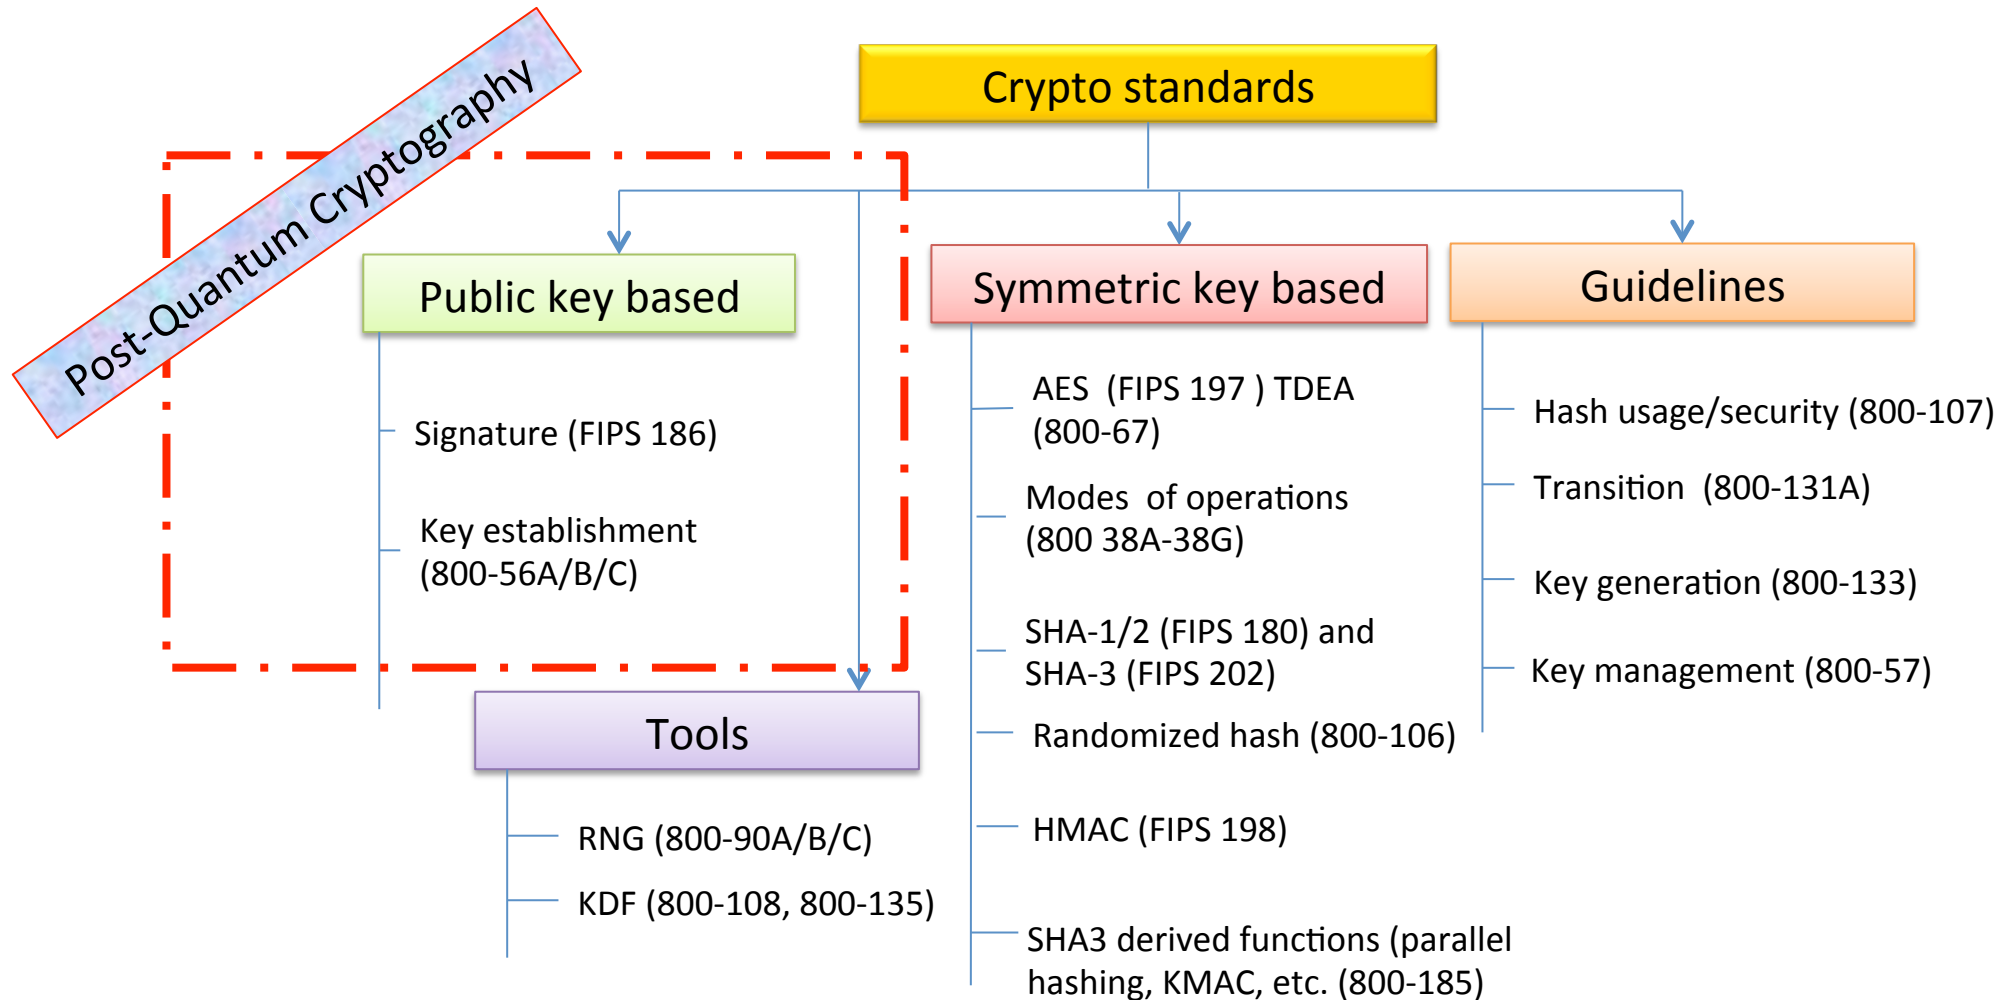 Post-Quantum Cryptography
Crypto standards
Public key based
Signature (FIPS 186)
Key establishment
(800-56A/B/C)
Tools
RNG (800-90A/B/C)
KDF (800-108, 800-135)
Symmetric key based
AES (FIPS 197 ) TDEA
(800-67)
Modes of operations
(800 38A-38G)
SHA-1/2 (FIPS 180) and
SHA-3 (FIPS 202)
Randomized hash (800-106)
HMAC (FIPS 198)
SHA3 derived functions (parallel
hashing, KMAC, etc. (800-185)
Guidelines
Hash usage/security (800-107)
Transition (800-131A)
Key generation (800-133)
Key management (800-57)